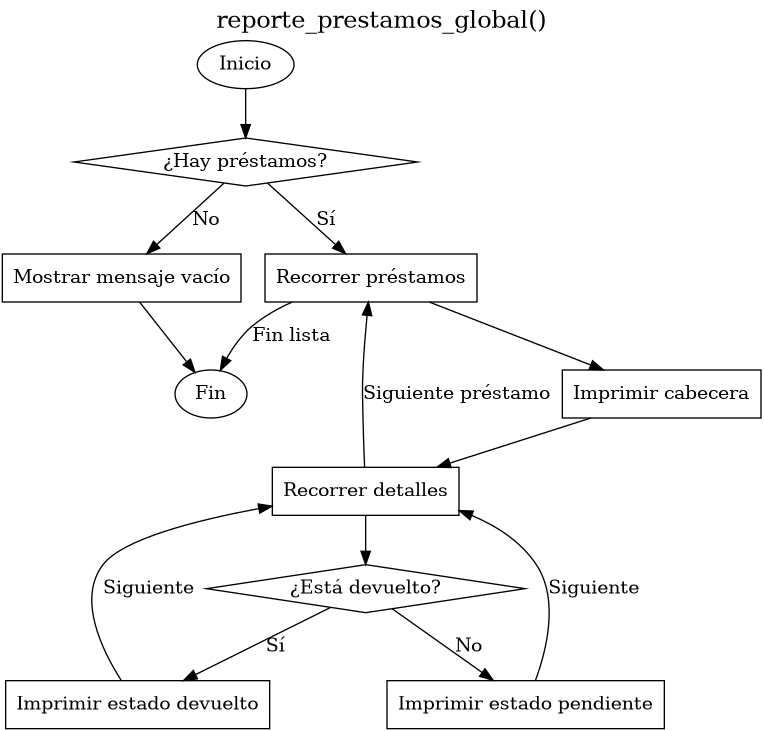 reporte_prestamos_global()
Inicio
¿Hay préstamos?
No
Sí
Mostrar mensaje vacío
Recorrer préstamos
Fin lista
Fin
Siguiente préstamo
Imprimir cabecera
Recorrer detalles
Siguiente
¿Está devuelto?
Siguiente
Sí
No
Imprimir estado devuelto
Imprimir estado pendiente